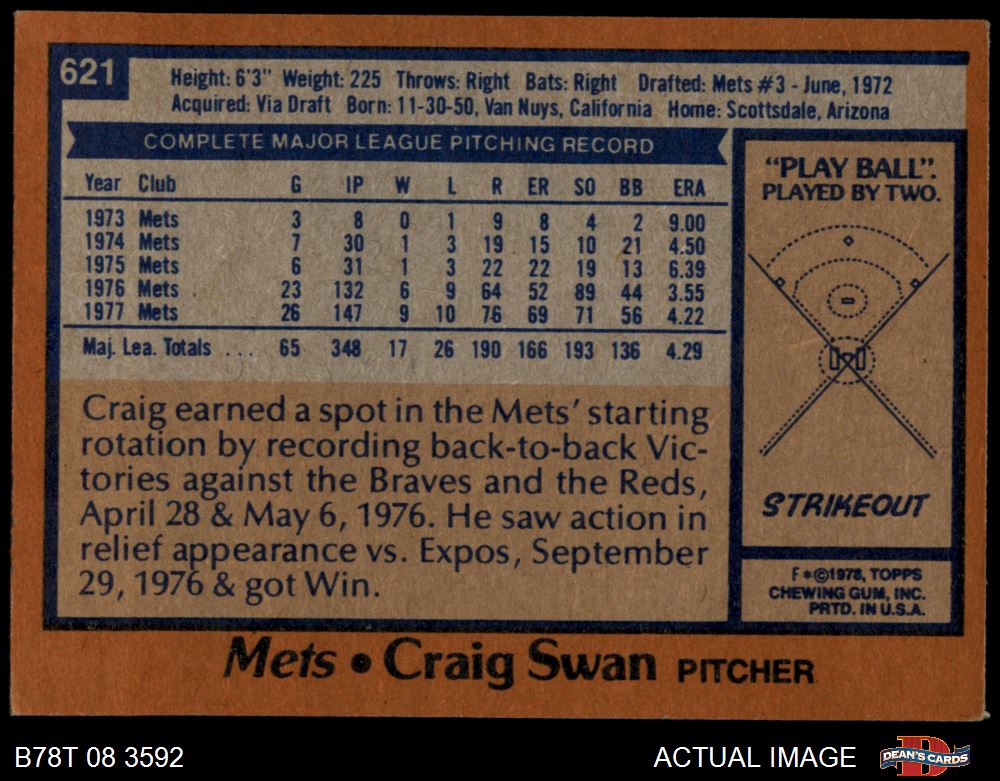 621
Height: 6'3" Weight: 225 Throws: Right Bats: Right Drafted: Mets #3 - June, 1972
Acquired: Via Draft Born: 11-30-50, Van Nuys, California Home: Scottsdale, Arizona
COMPLETE MAJOR LEAGUE PITCHING RECORD
Year Club G IP W L R ER SO BB ERA
1973 Mets 3 8 0 1 9 8 4 2 9.00
1974 Mets 7 30 1 3 19 15 10 21 4.50
1975 Mets 6 31 1 3 22 22 19 13 6.39
1976 Mets 23 132 6 9 64 52 89 44 3.55
1977 Mets 26 147 9 10 76 69 71 56 4.22
Maj. Lea. Totals ... 65 348 17 26 190 166 193 136 4.29
Craig earned a spot in the Mets' starting
rotation by recording back-to-back Vic-
tories against the Braves and the Reds,
April 28 & May 6, 1976. He saw action in
relief appearance vs. Expos, September
29, 1976 & got Win.
"PLAY BALL".
PLAYED BY TWO.
STRIKEOUT
F*©1978, TOPPS
CHEWING GUM, INC.
PRTD. IN U.S.A.
Mets • Craig Swan PITCHER
B78T 08 3592
ACTUAL IMAGE
DEAN'S CARDS